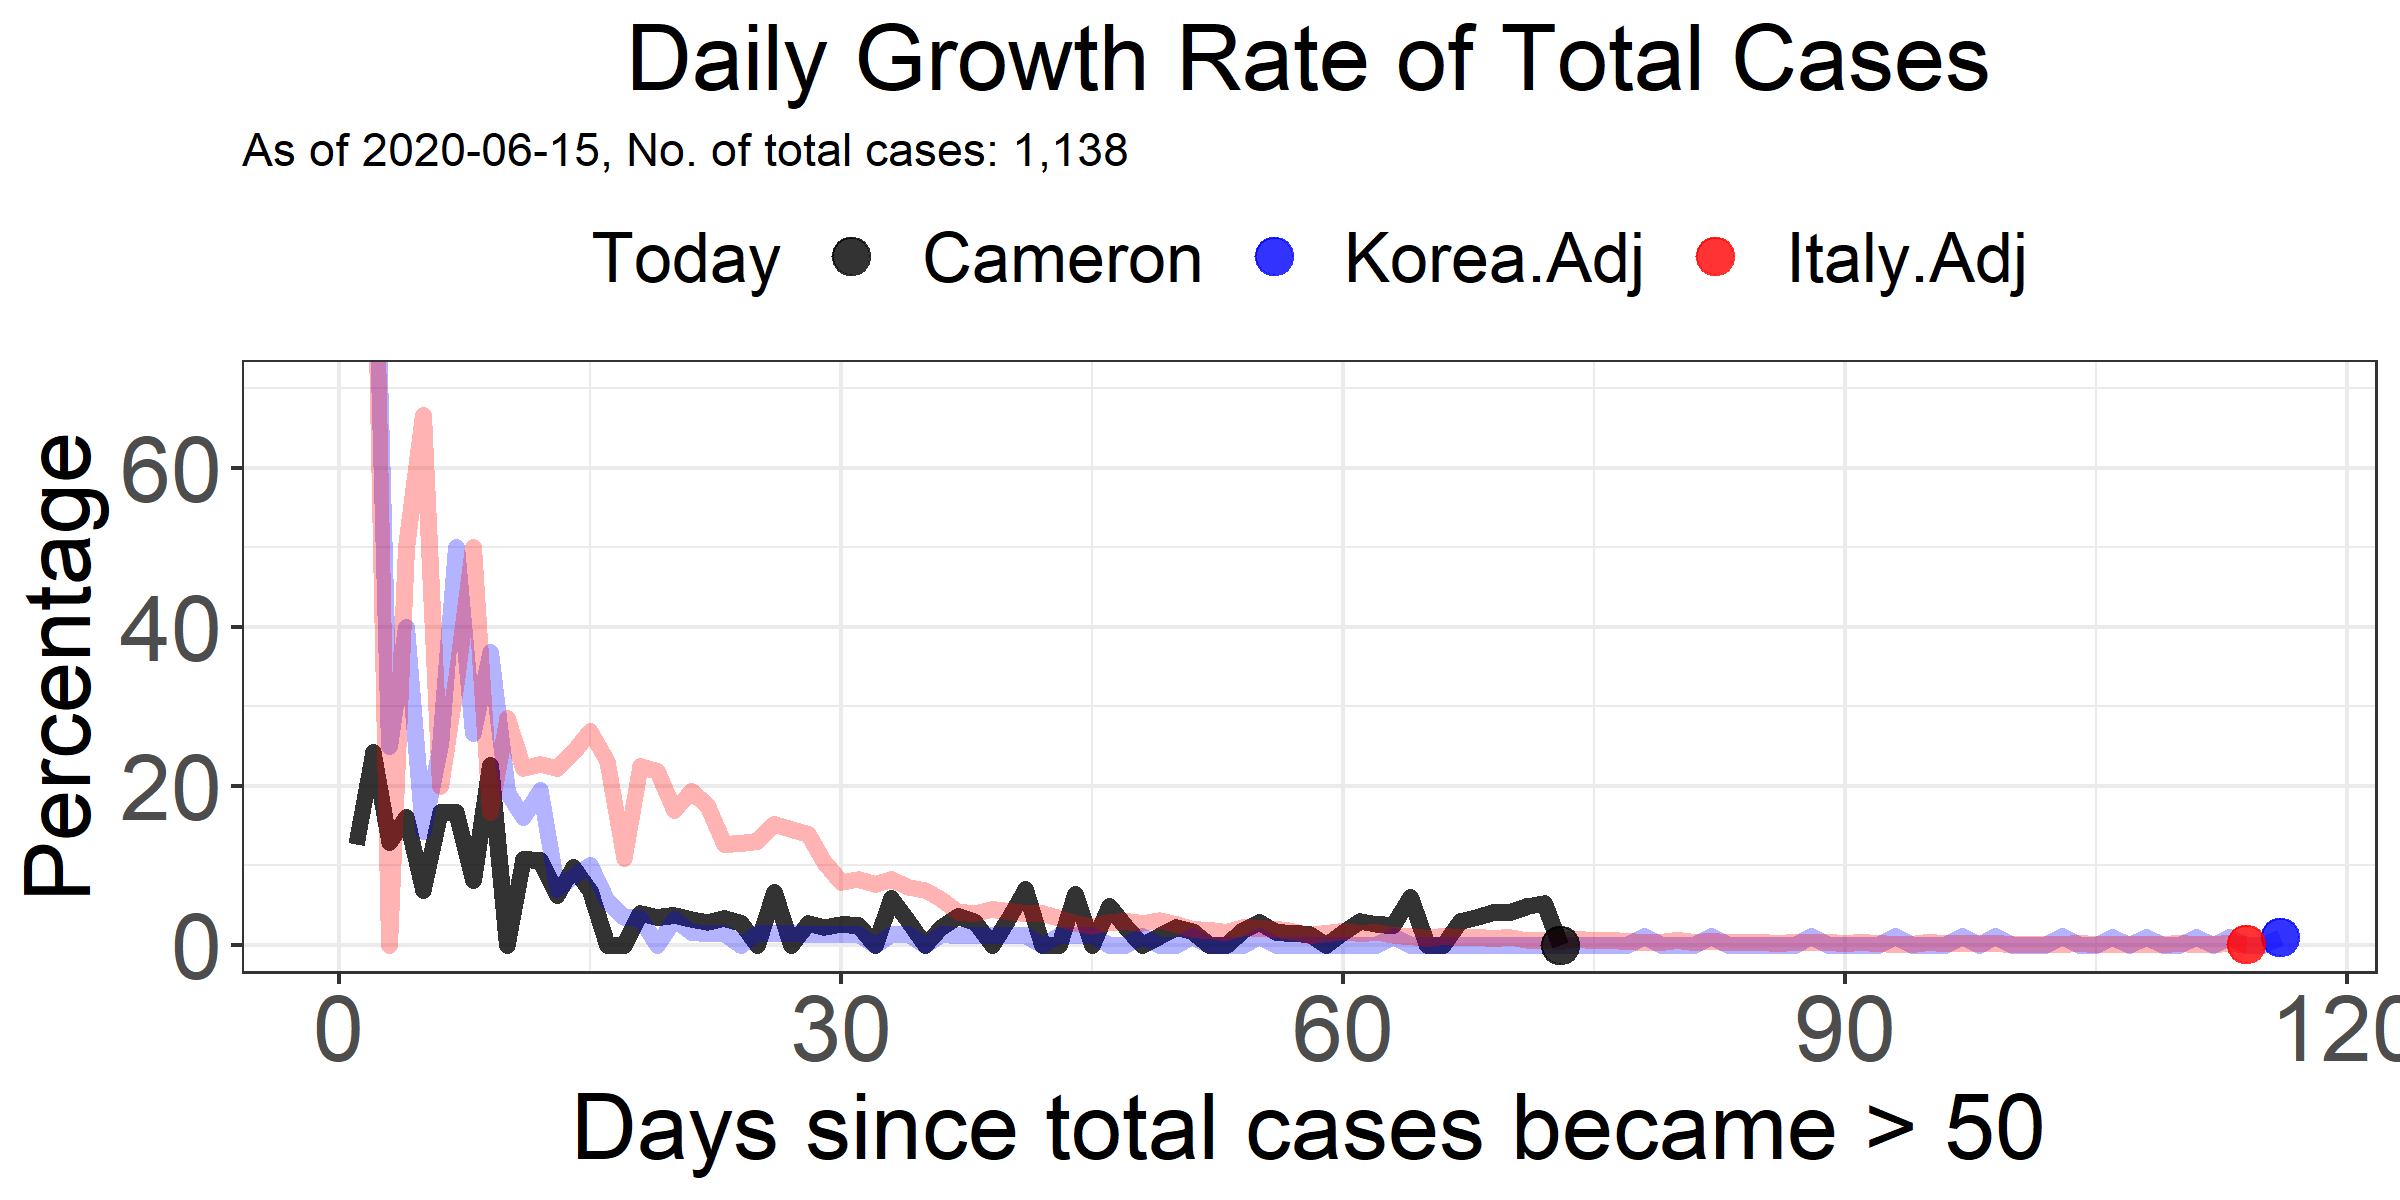 Daily Growth Rate of Total Cases
As of 2020-06-15, No. of total cases: 1,138
Today Cameron Korea.Adj Italy.Adj
Percentage
60
40
20
0
0 30 60 90 120
Days since total cases became > 50